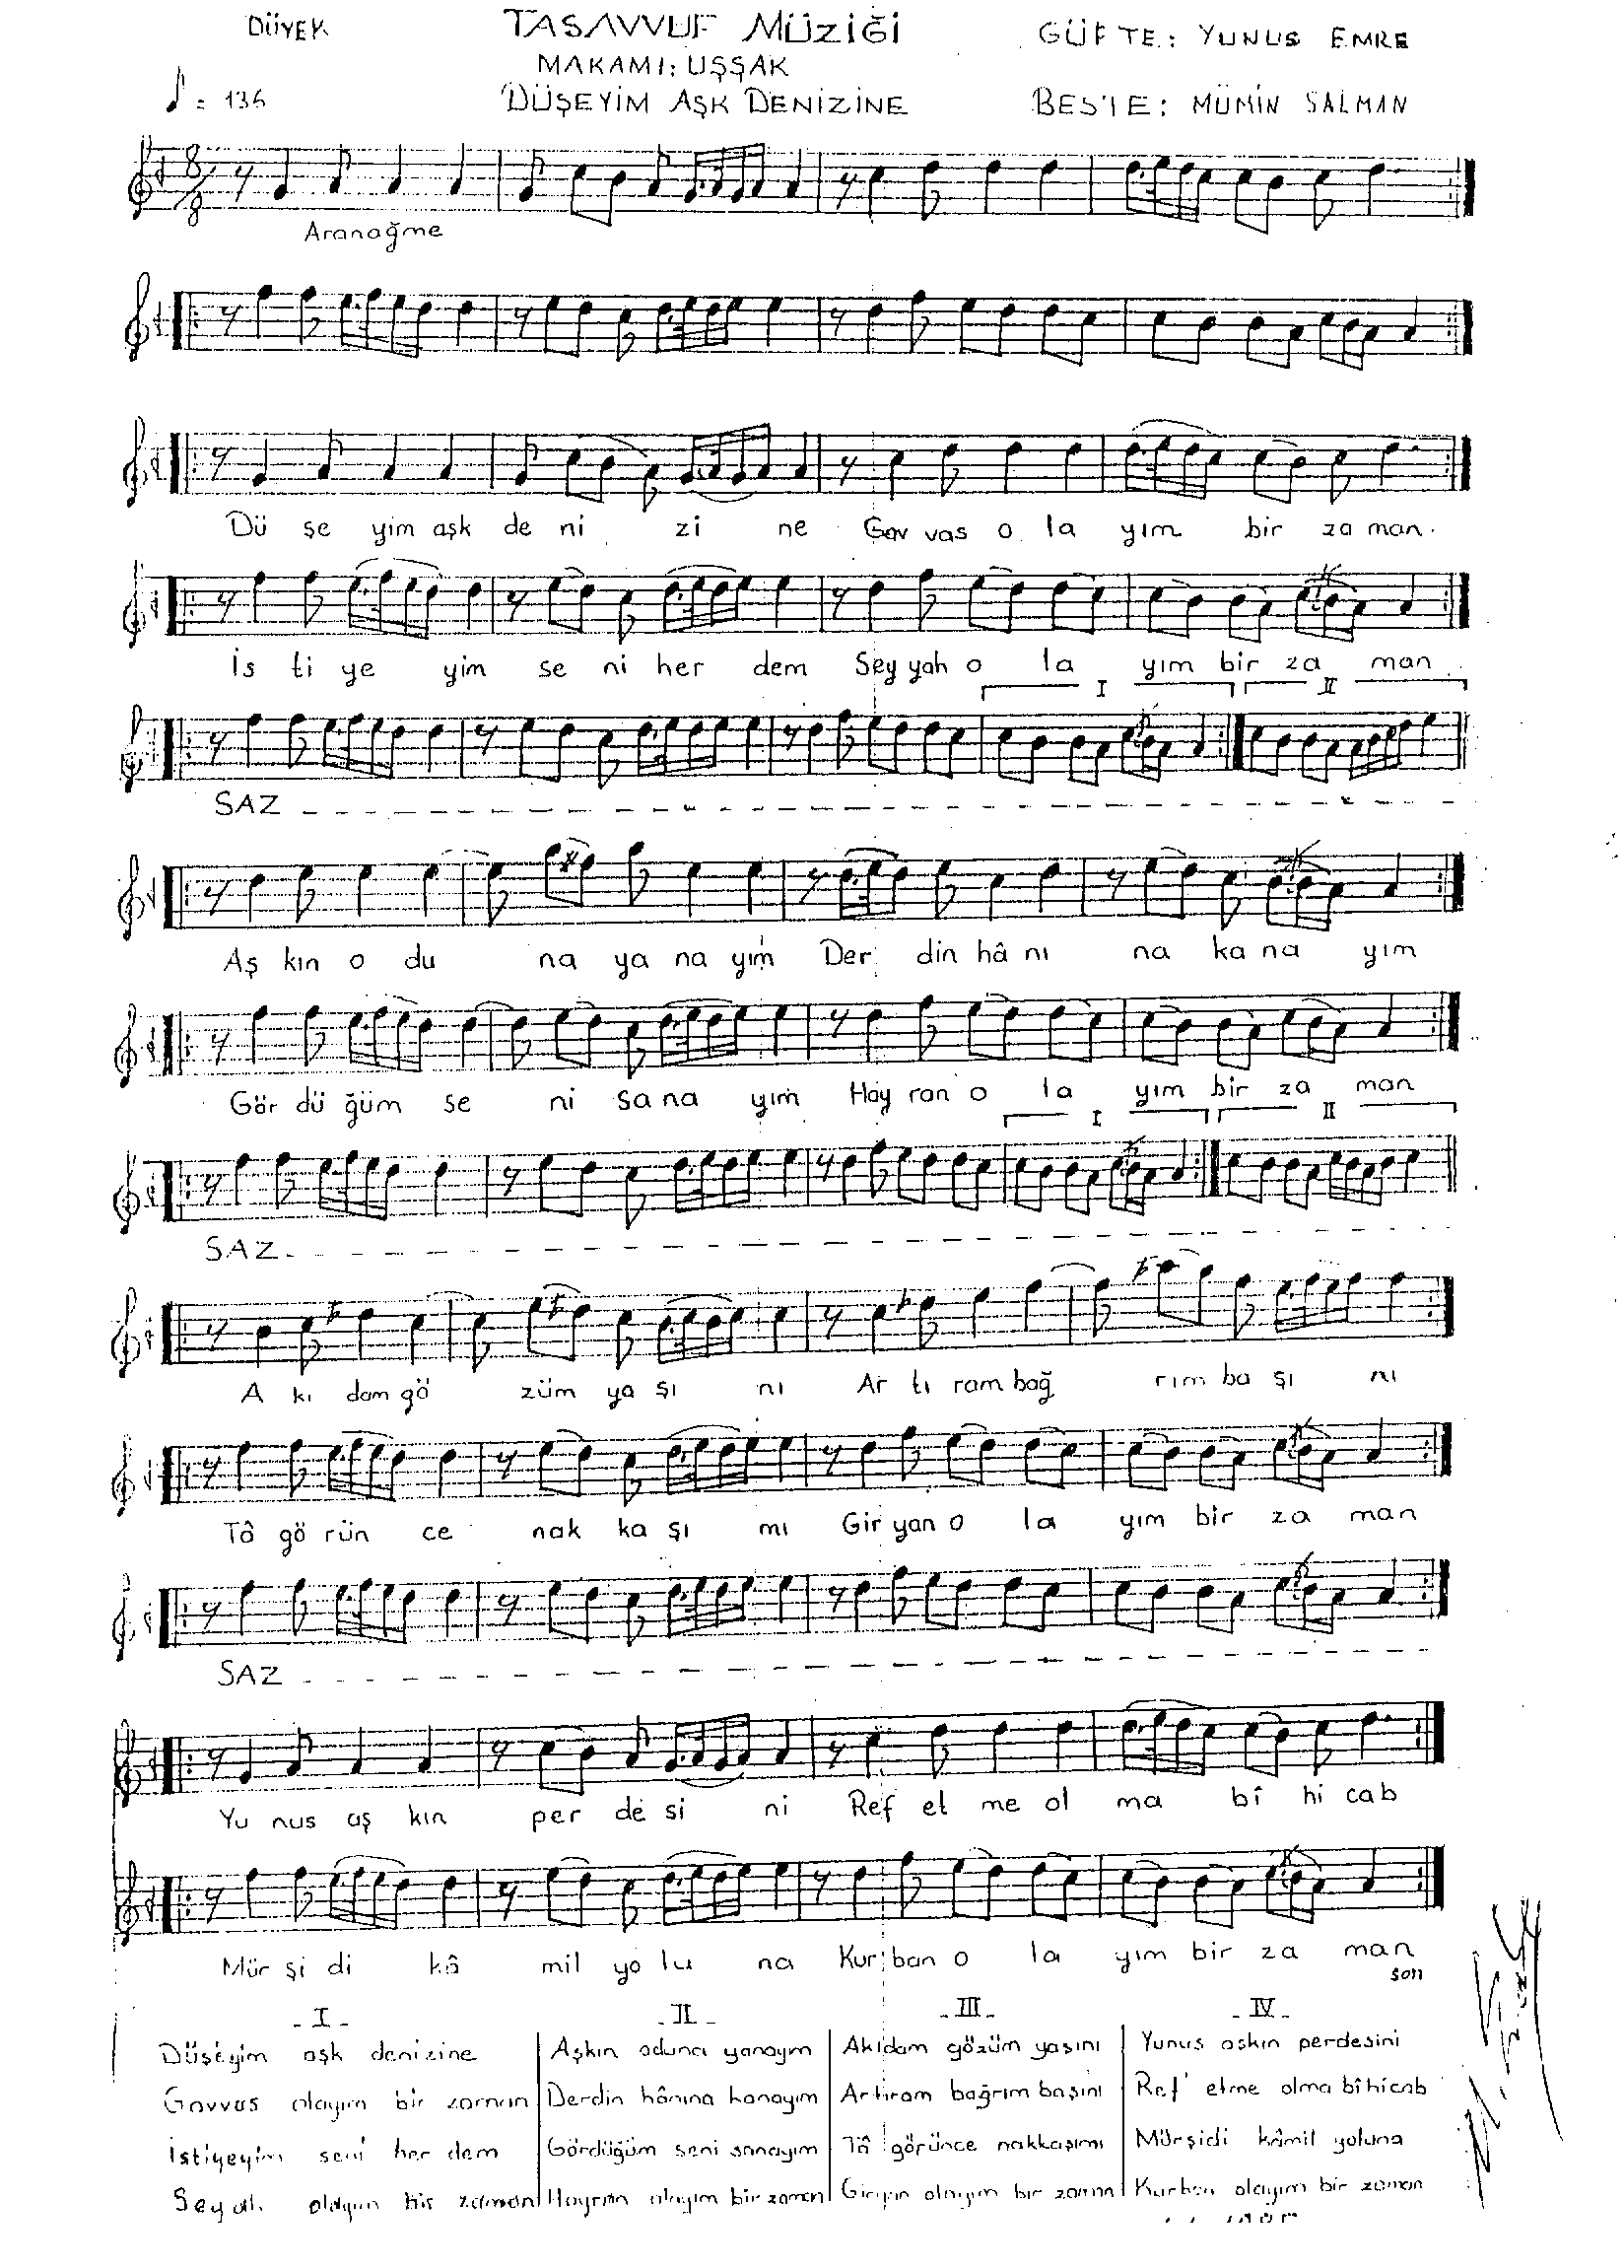 DÜYEK TASAVVUF MÜZİĞİ GÜFTE: YUNUS EMRE
MAKAMI: UŞŞAK
♪ = 136 DÜŞEYİM AŞK DENİZİNE BESTE: MÜMİN SALMAN
8/8
Aranağme
Dü şe yim aşk de ni zi ne Gav vas o la yım bir za man.
İs ti ye yim se ni her dem Sey yah o la yım bir za man.
I II
SAZ
Aş kın o du na ya na yım Der din hâ nı na ka na yım
Gör dü ğüm se ni sa na yım Hay ran o la yım bir za man
I II
SAZ
A kı dam gö züm ya şı nı Ar tı ram bağ rım ba şı nı
Tâ gö rün ce nak ka şı mı Gir yan o la yım bir za man
SAZ
Yu nus aş kın per de si ni Ref et me ol ma bî hi cab
Mür şi di kâ mil yo lu na Kur ban o la yım bir za man
son
- I - - II - - III - - IV -
Düşeyim aşk denizine Aşkın oduna yanayım Akıdam gözüm yaşını Yunus askın perdesini
Gavvas olayım bir zaman Derdin hânına kanayım Artıram bağrım başını Ref' etme olma bîhicab
İstiyeyim seni her dem Gördüğüm seni sanayım Tâ görünce nakkaşımı Mürşidi kâmil yoluna
Seyah olayım bir zaman Hayran olayım bir zaman Giryan olayım bir zaman Kurban olayım bir zaman